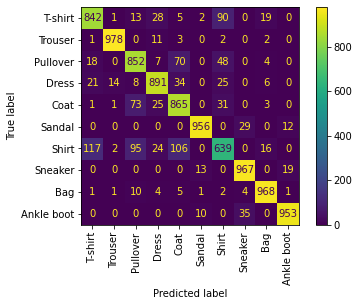 T-shirt 842 1 13 28 5 2 90 0 19 0
Trouser 1 978 0 11 3 0 2 0 2 0
Pullover 18 0 852 7 70 0 48 0 4 0
Dress 21 14 8 891 34 0 25 0 6 0
Coat 1 1 73 25 865 0 31 0 3 0
Sandal 0 0 0 0 0 956 0 29 0 12
Shirt 117 2 95 24 106 0 639 0 16 0
Sneaker 0 0 0 0 0 13 0 967 0 19
Bag 1 1 10 4 5 1 2 4 968 1
Ankle boot 0 0 0 0 0 10 0 35 0 953
T-shirt Trouser Pullover Dress Coat Sandal Shirt Sneaker Bag Ankle boot
Predicted label
True label
800
600
400
200
0